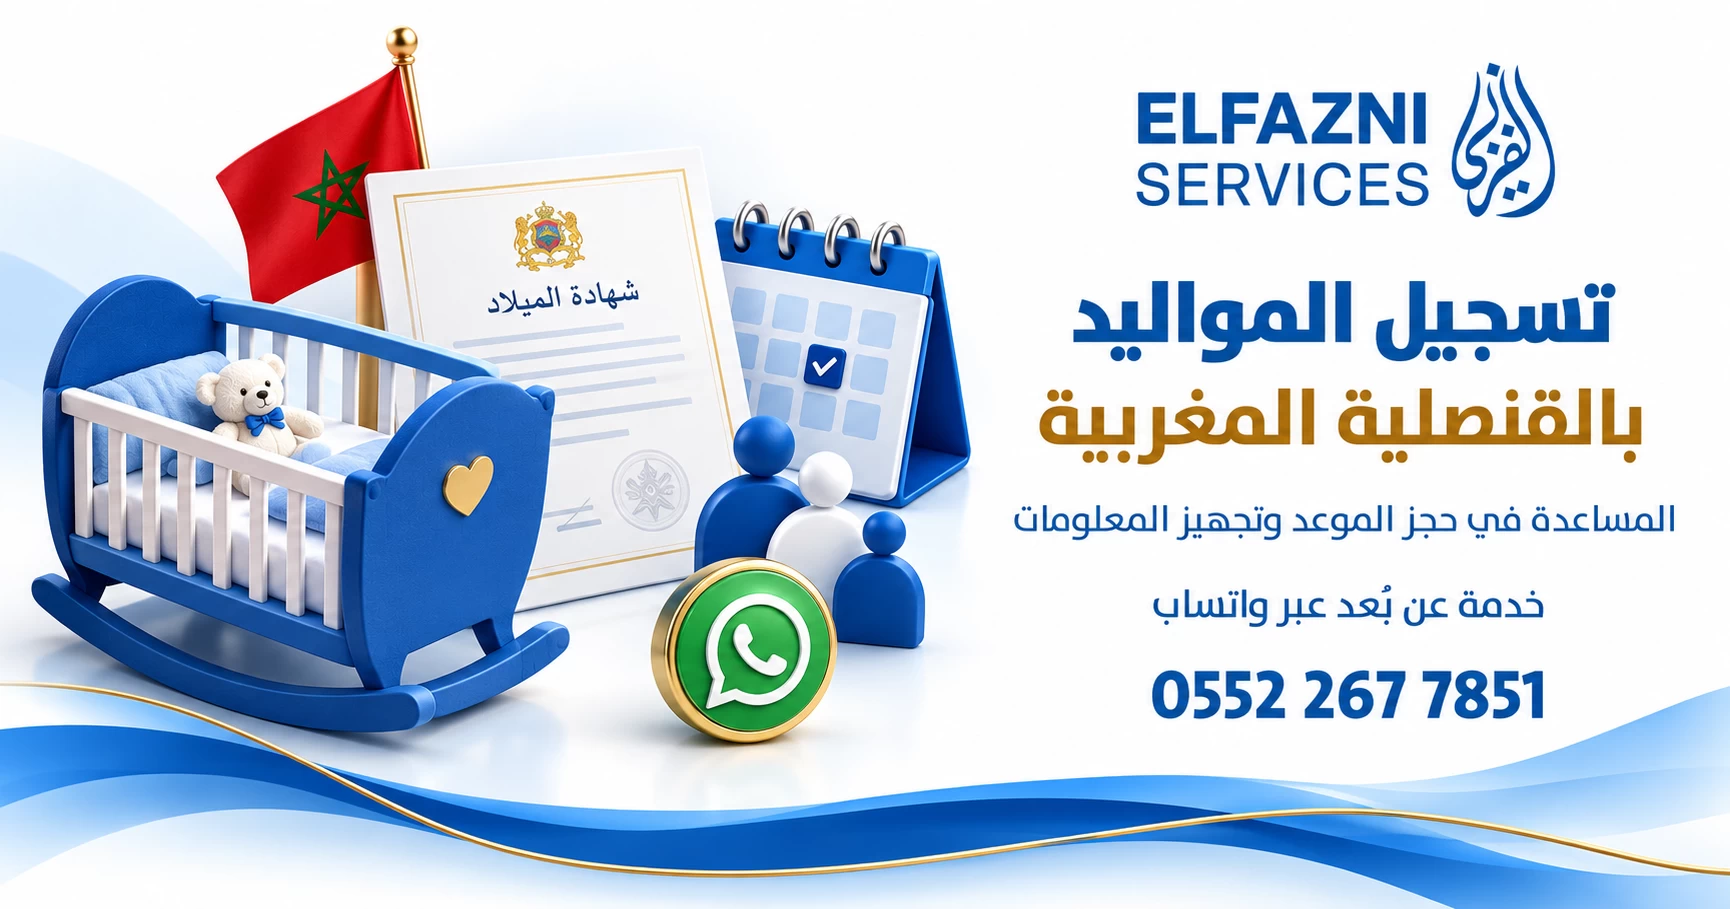 ELFAZNI
SERVICES
الفزني
تسجيل المواليد
بالقنصلية المغربية
المساعدة في حجز الموعد وتجهيز المعلومات
خدمة عن بُعد عبر واتساب
0552 267 7851
شهادة الميلاد